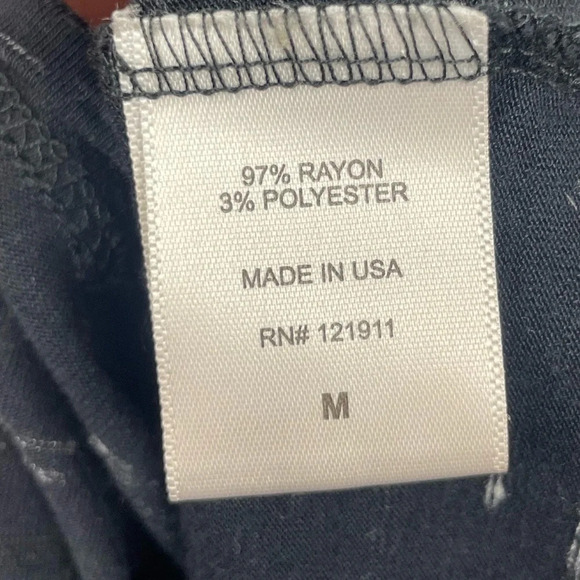 97% RAYON
3% POLYESTER
MADE IN USA
RN# 121911
M